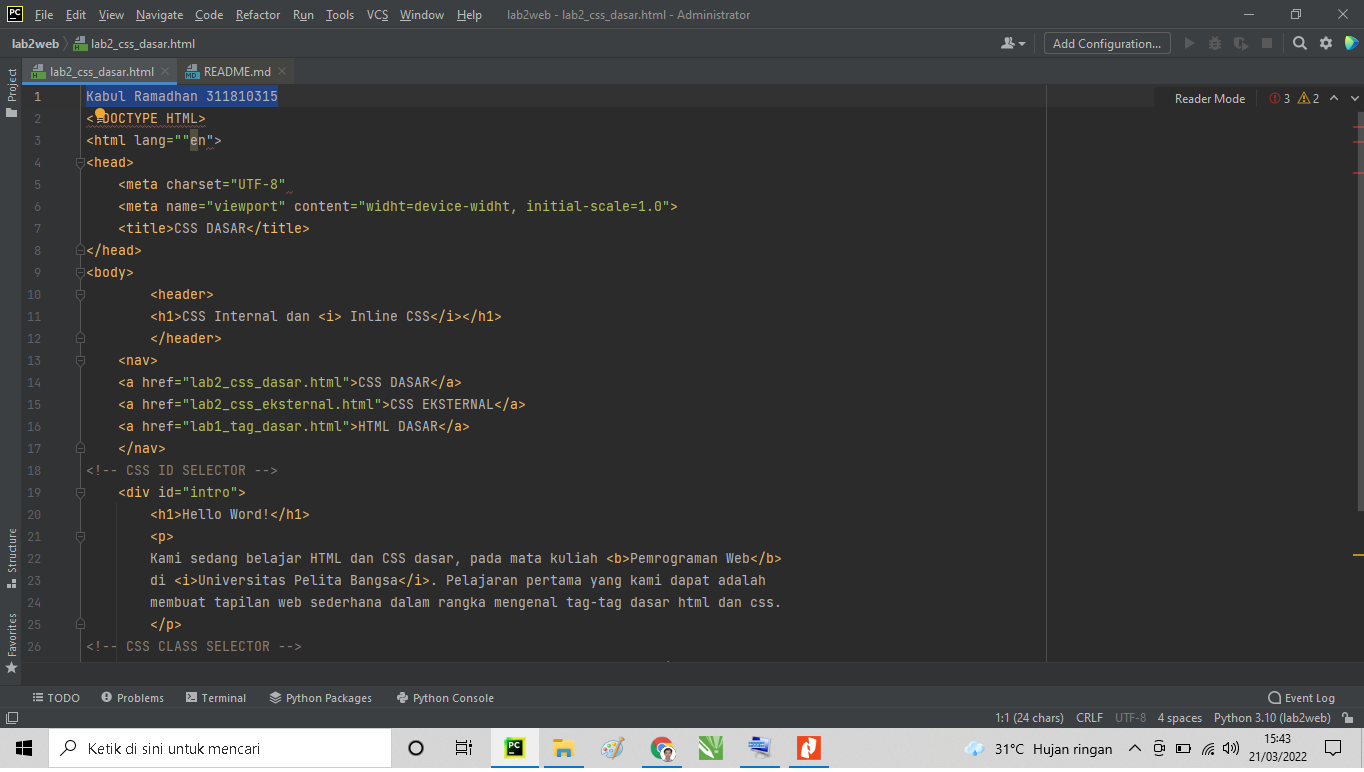 File Edit View Navigate Code Refactor Run Tools VCS Window Help lab2web - lab2_css_dasar.html - Administrator
lab2web lab2_css_dasar.html Add Configuration...
Project lab2_css_dasar.html README.md
1 Kabul Ramadhan 311810315 Reader Mode 3 2
2 <!DOCTYPE HTML>
3 <html lang=""en">
4 <head>
5 <meta charset="UTF-8"
6 <meta name="viewport" content="widht=device-widht, initial-scale=1.0">
7 <title>CSS DASAR</title>
8 </head>
9 <body>
10 <header>
11 <h1>CSS Internal dan <i> Inline CSS</i></h1>
12 </header>
13 <nav>
14 <a href="lab2_css_dasar.html">CSS DASAR</a>
15 <a href="lab2_css_eksternal.html">CSS EKSTERNAL</a>
16 <a href="lab1_tag_dasar.html">HTML DASAR</a>
17 </nav>
18 <!-- CSS ID SELECTOR -->
19 <div id="intro">
20 <h1>Hello Word!</h1>
21 <p>
22 Kami sedang belajar HTML dan CSS dasar, pada mata kuliah <b>Pemrograman Web</b>
23 di <i>Universitas Pelita Bangsa</i>. Pelajaran pertama yang kami dapat adalah
24 membuat tapilan web sederhana dalam rangka mengenal tag-tag dasar html dan css.
25 </p>
26 <!-- CSS CLASS SELECTOR -->
Structure
Favorites
TODO Problems Terminal Python Packages Python Console Event Log
1:1 (24 chars) CRLF UTF-8 4 spaces Python 3.10 (lab2web)
Ketik di sini untuk mencari 31°C Hujan ringan 15:43
21/03/2022